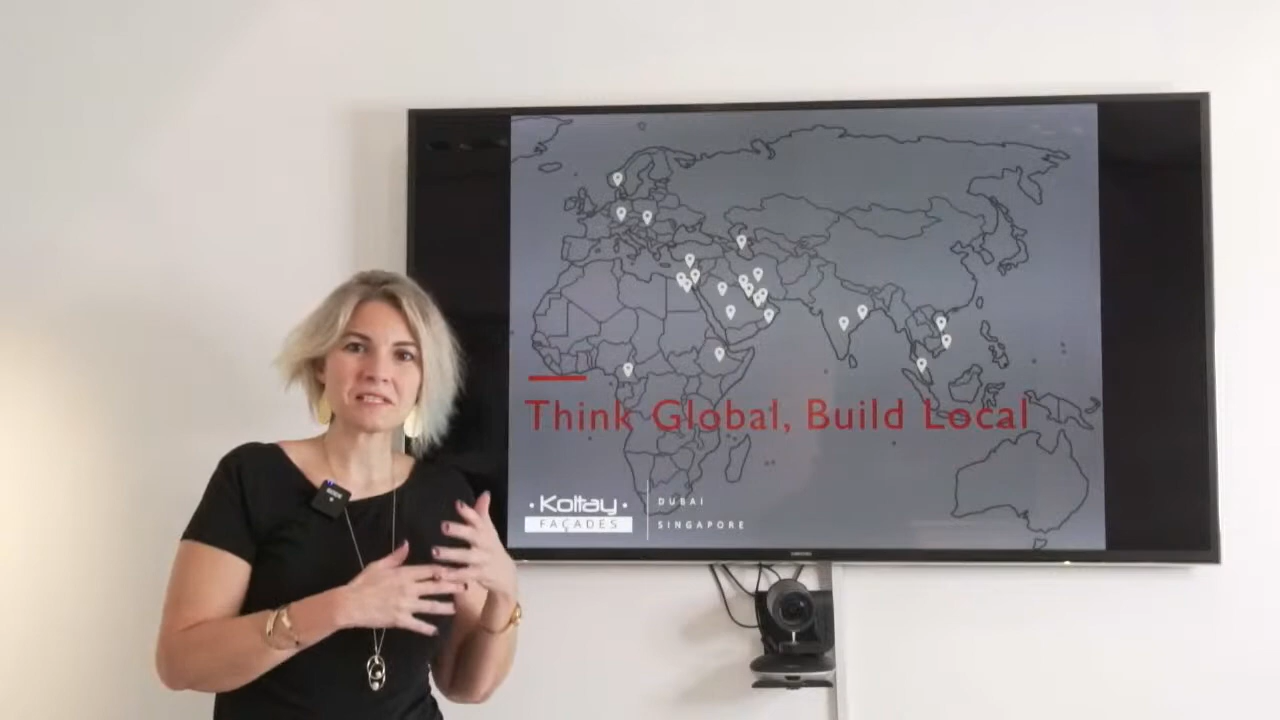 Think Global, Build Local
Koltay
FAÇADES
DUBAI
SINGAPORE